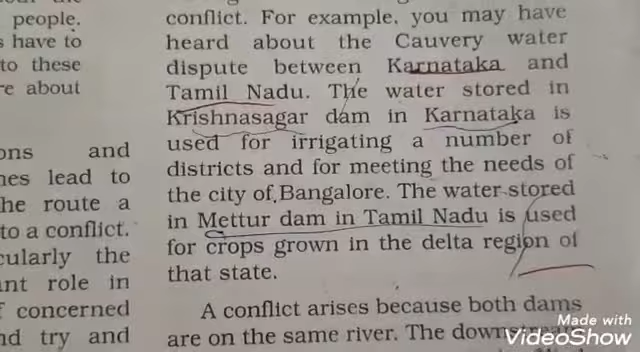 people.
have to
to these
re about
ons and
nes lead to
he route a
to a conflict.
cularly the
nt role in
concerned
nd try and
conflict. For example, you may have
heard about the Cauvery water
dispute between Karnataka and
Tamil Nadu. The water stored in
Krishnasagar dam in Karnataka is
used for irrigating a number of
districts and for meeting the needs of
the city of Bangalore. The water stored
in Mettur dam in Tamil Nadu is used
for crops grown in the delta region of
that state.
A conflict arises because both dams
are on the same river. The downstream
Made with
VideoShow